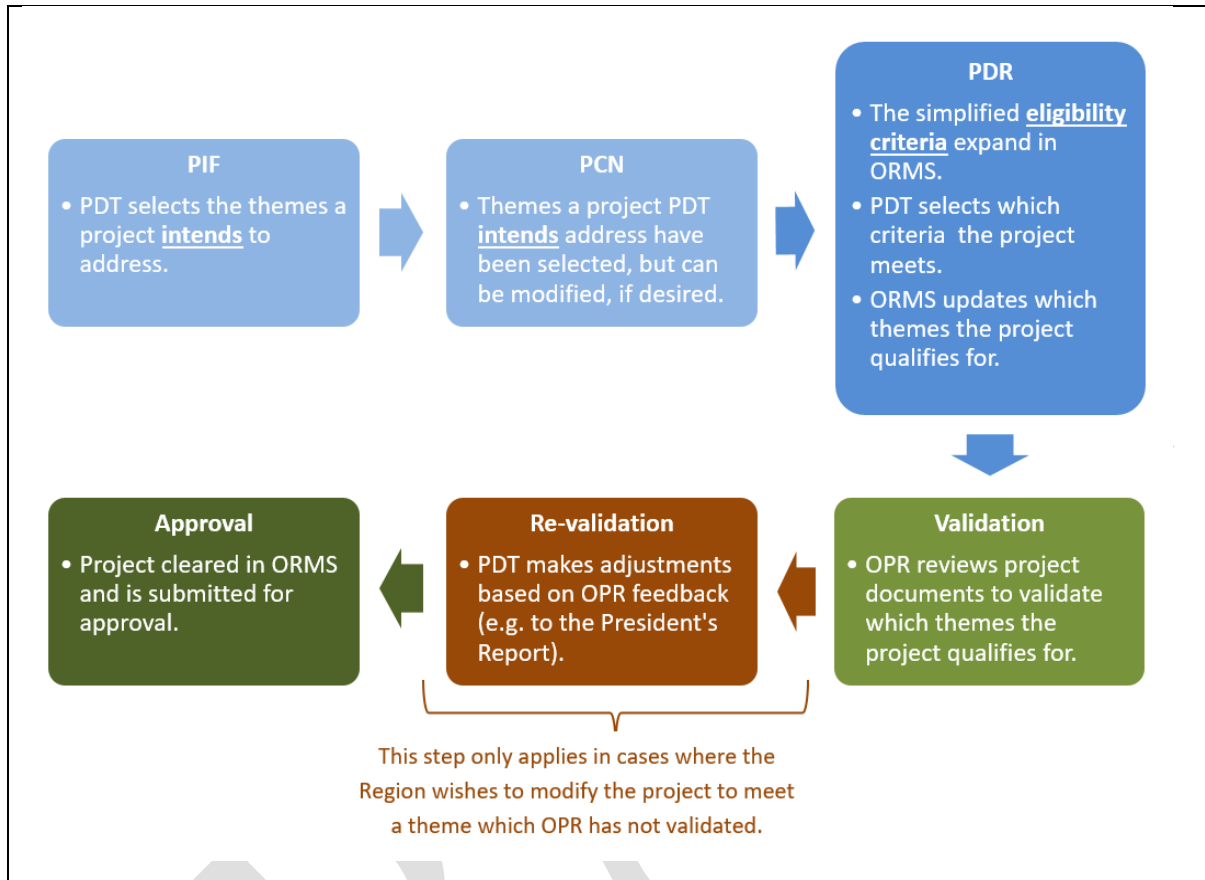 PIF
• PDT selects the themes a
project intends to
address.
PCN
• Themes a project PDT
intends address have
been selected, but can
be modified, if desired.
PDR
• The simplified eligibility
criteria expand in
ORMS.
• PDT selects which
criteria the project
meets.
• ORMS updates which
themes the project
qualifies for.
Validation
• OPR reviews project
documents to validate
which themes the
project qualifies for.
Re-validation
• PDT makes adjustments
based on OPR feedback
(e.g. to the President's
Report).
Approval
• Project cleared in ORMS
and is submitted for
approval.
This step only applies in cases where the
Region wishes to modify the project to meet
a theme which OPR has not validated.